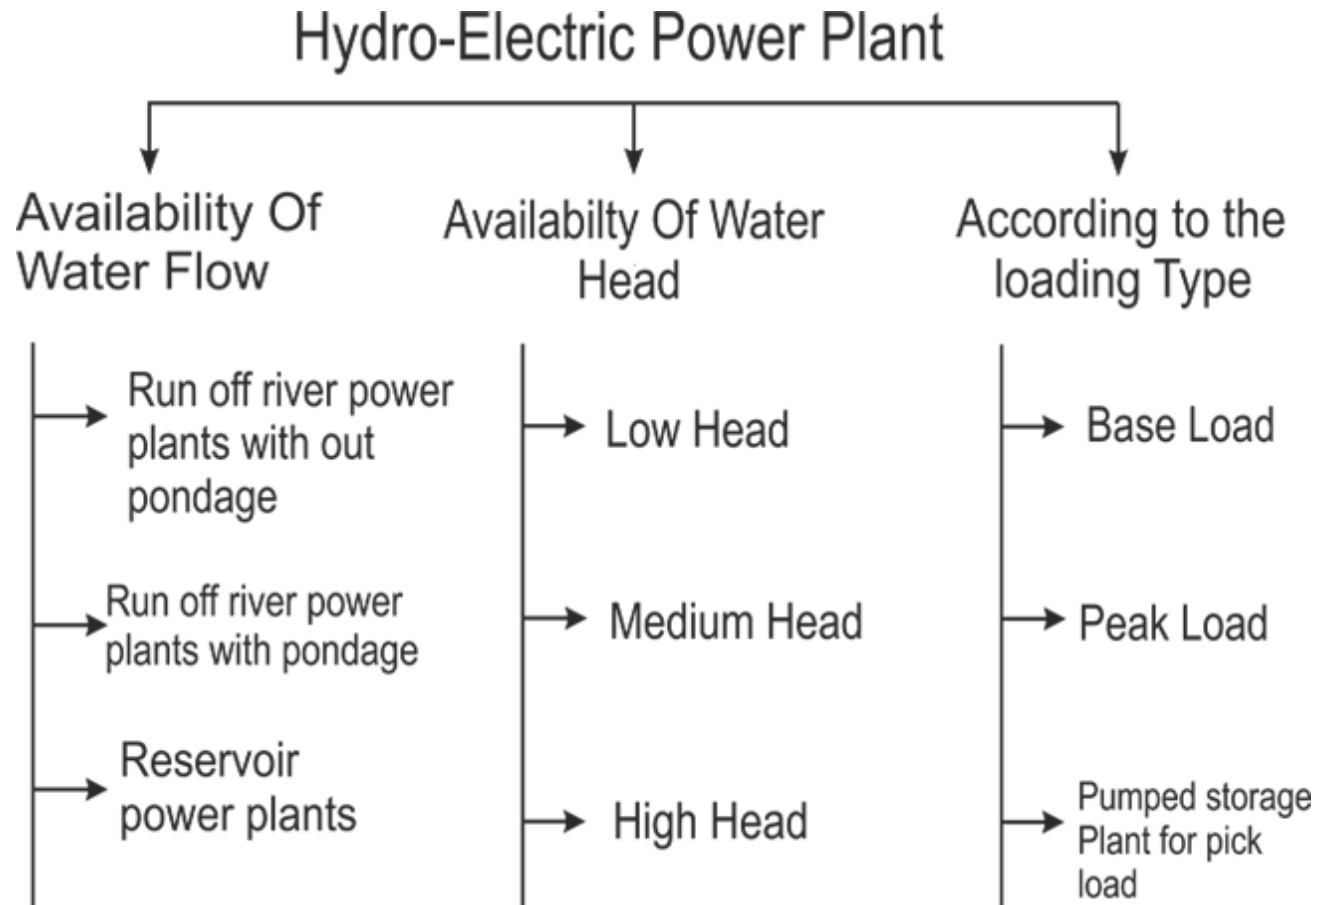 Hydro-Electric Power Plant
Availability Of
Water Flow
Run off river power
plants with out
pondage
Run off river power
plants with pondage
Reservoir
power plants
Availabilty Of Water
Head
Low Head
Medium Head
High Head
According to the
loading Type
Base Load
Peak Load
Pumped storage
Plant for pick
load